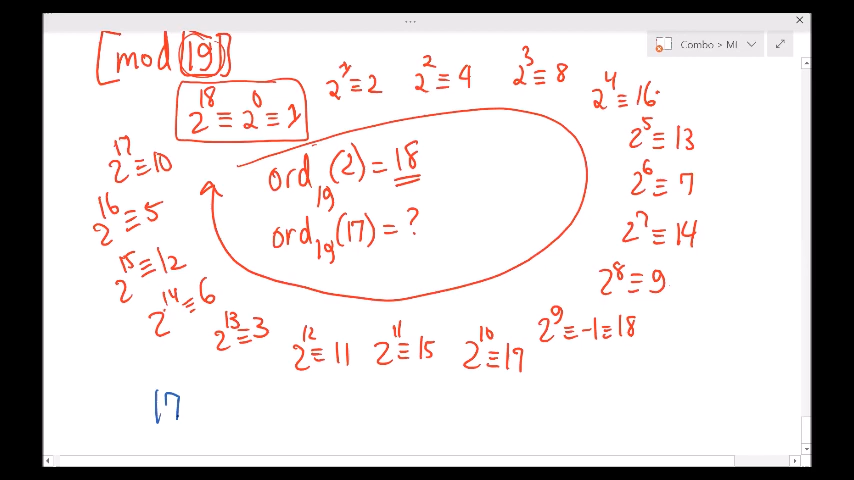 Combo > MI
[mod 19]
2^18 ≡ 2^0 ≡ 1
2^1 ≡ 2
2^2 ≡ 4
2^3 ≡ 8
2^4 ≡ 16
2^5 ≡ 13
2^6 ≡ 7
2^7 ≡ 14
2^8 ≡ 9
2^9 ≡ -1 ≡ 18
2^10 ≡ 17
2^11 ≡ 15
2^12 ≡ 11
2^13 ≡ 3
2^14 ≡ 6
2^15 ≡ 12
2^16 ≡ 5
2^17 ≡ 10
ord_19(2) = 18
ord_19(17) = ?
17